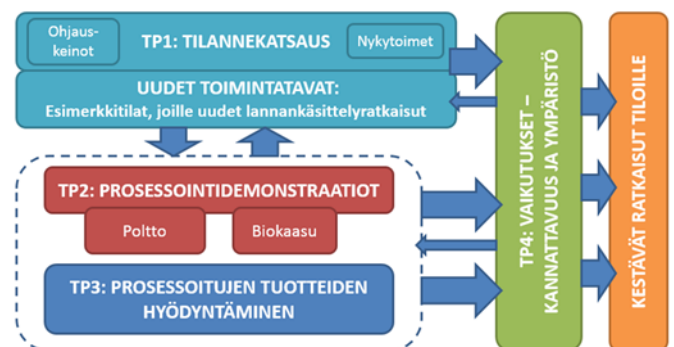 Ohjaus-
keinot
TP1: TILANNEKATSAUS
Nykytoimet
UUDET TOIMINTATAVAT:
Esimerkkitilat, joille uudet lannankäsittelyratkaisut
TP2: PROSESSOINTIDEMONSTRAATIOT
Poltto
Biokaasu
TP3: PROSESSOITUJEN TUOTTEIDEN
HYÖDYNTÄMINEN
TP4: VAIKUTUKSET –
KANNATTAVUUS JA YMPÄRISTÖ
KESTÄVÄT RATKAISUT TILOILLE